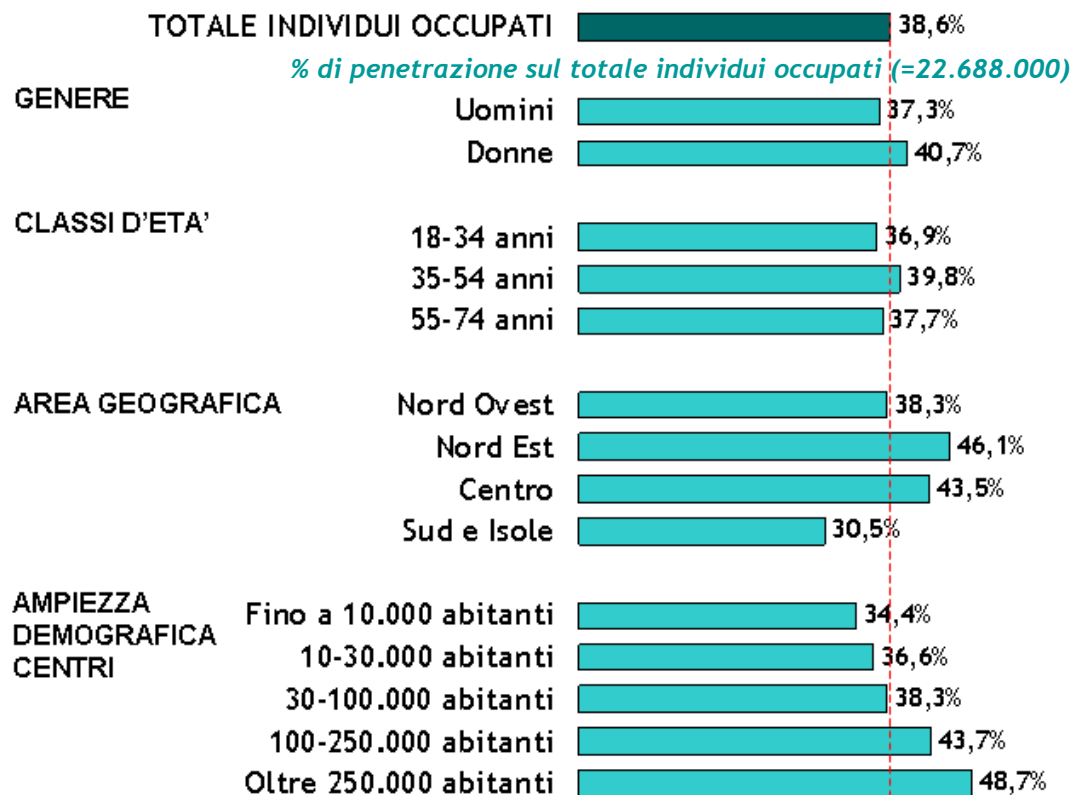 TOTALE INDIVIDUI OCCUPATI 38,6%
% di penetrazione sul totale individui occupati (=22.688.000)
GENERE
Uomini 37,3%
Donne 40,7%
CLASSI D'ETA'
18-34 anni 36,9%
35-54 anni 39,8%
55-74 anni 37,7%
AREA GEOGRAFICA
Nord Ovest 38,3%
Nord Est 46,1%
Centro 43,5%
Sud e Isole 30,5%
AMPIEZZA
DEMOGRAFICA
CENTRI
Fino a 10.000 abitanti 34,4%
10-30.000 abitanti 36,6%
30-100.000 abitanti 38,3%
100-250.000 abitanti 43,7%
Oltre 250.000 abitanti 48,7%